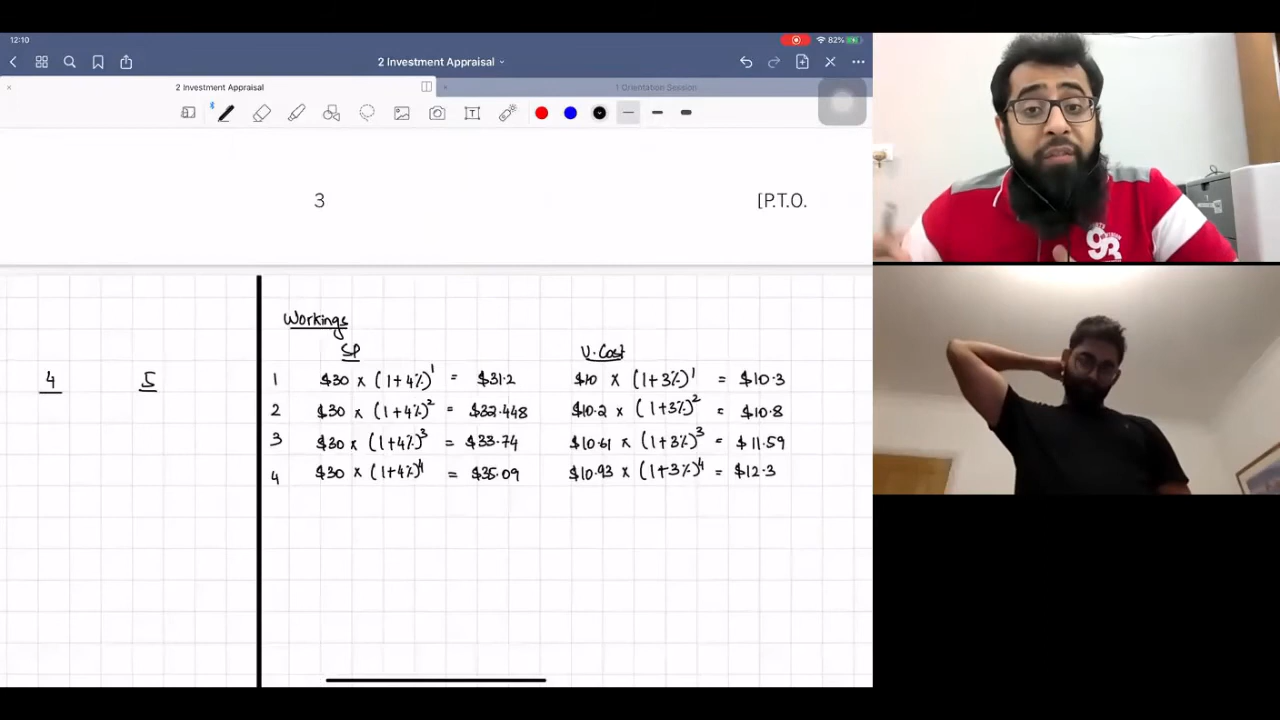 12:10
82%
2 Investment Appraisal
2 Investment Appraisal
1 Orientation Session
T
3
[P.T.O.
Workings
SP
V.Cost
4 5
1 $30 × (1+4%)¹ = $31.2 $10 × (1+3%)¹ = $10.3
2 $30 × (1+4%)² = $32.448 $10.2 × (1+3%)² = $10.8
3 $30 × (1+4%)³ = $33.74 $10.61 × (1+3%)³ = $11.59
4 $30 × (1+4%)⁴ = $35.09 $10.93 × (1+3%)⁴ = $12.3
93